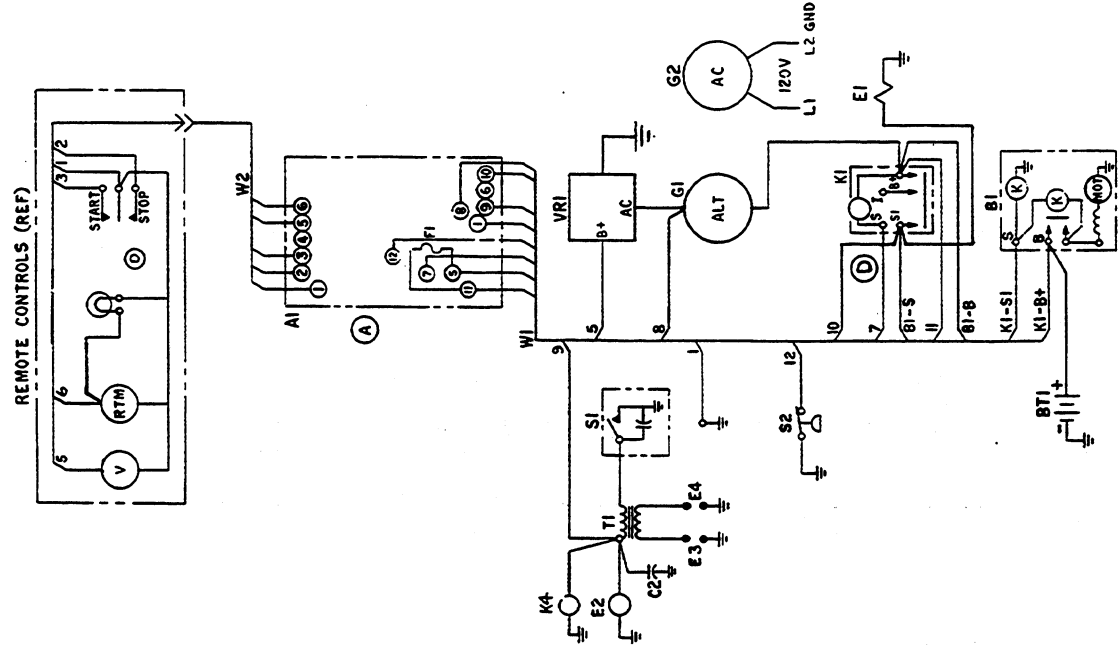 REMOTE CONTROLS (REF)
5
6
3
1
2
V
RTM
START
STOP
D
W2
A1
A
1
2
3
4
5
6
12
F1
7
5
11
8
1
9
6
10
W1
9
5
8
1
12
10
7
B1-S
11
B1-B
K1-S1
K1-B+
VR1
B+
AC
G1
ALT
G2
AC
120V
L1
L2 GND
E1
K1
S
I
B+
S1
D
B1
S
B
K
K
MOT
S1
T1
E4
E3
C2
K4
E2
S2
BT1
+
-